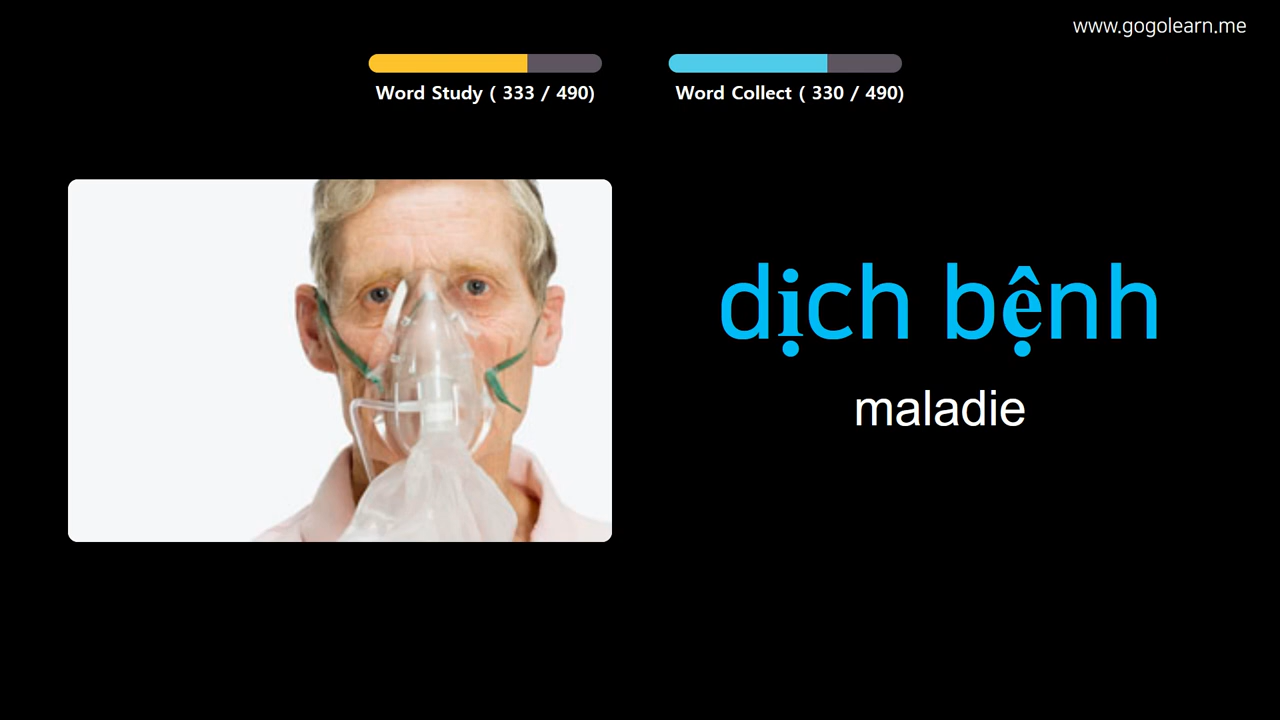 www.gogolearn.me
Word Study ( 333 / 490)
Word Collect ( 330 / 490)
dịch bệnh
maladie